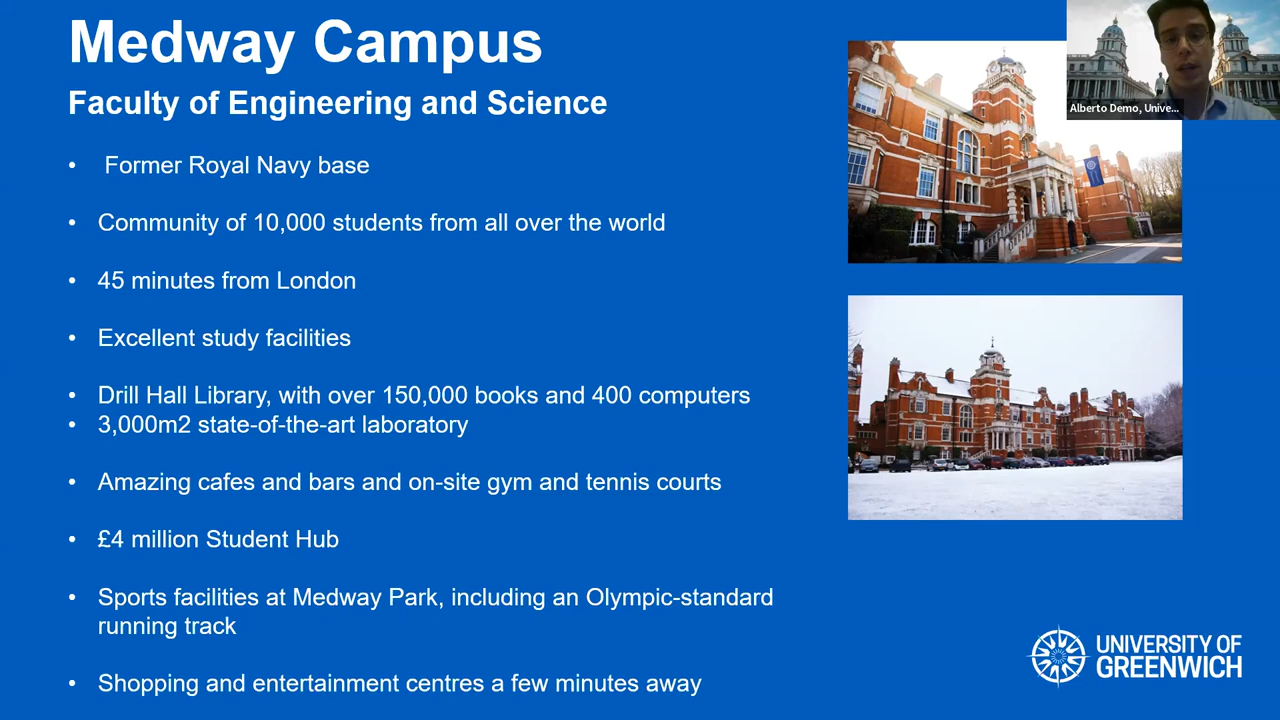 Medway Campus
Faculty of Engineering and Science
• Former Royal Navy base
• Community of 10,000 students from all over the world
• 45 minutes from London
• Excellent study facilities
• Drill Hall Library, with over 150,000 books and 400 computers
• 3,000m2 state-of-the-art laboratory
• Amazing cafes and bars and on-site gym and tennis courts
• £4 million Student Hub
• Sports facilities at Medway Park, including an Olympic-standard
running track
• Shopping and entertainment centres a few minutes away
Alberto Demo, Unive...
UNIVERSITY OF
GREENWICH